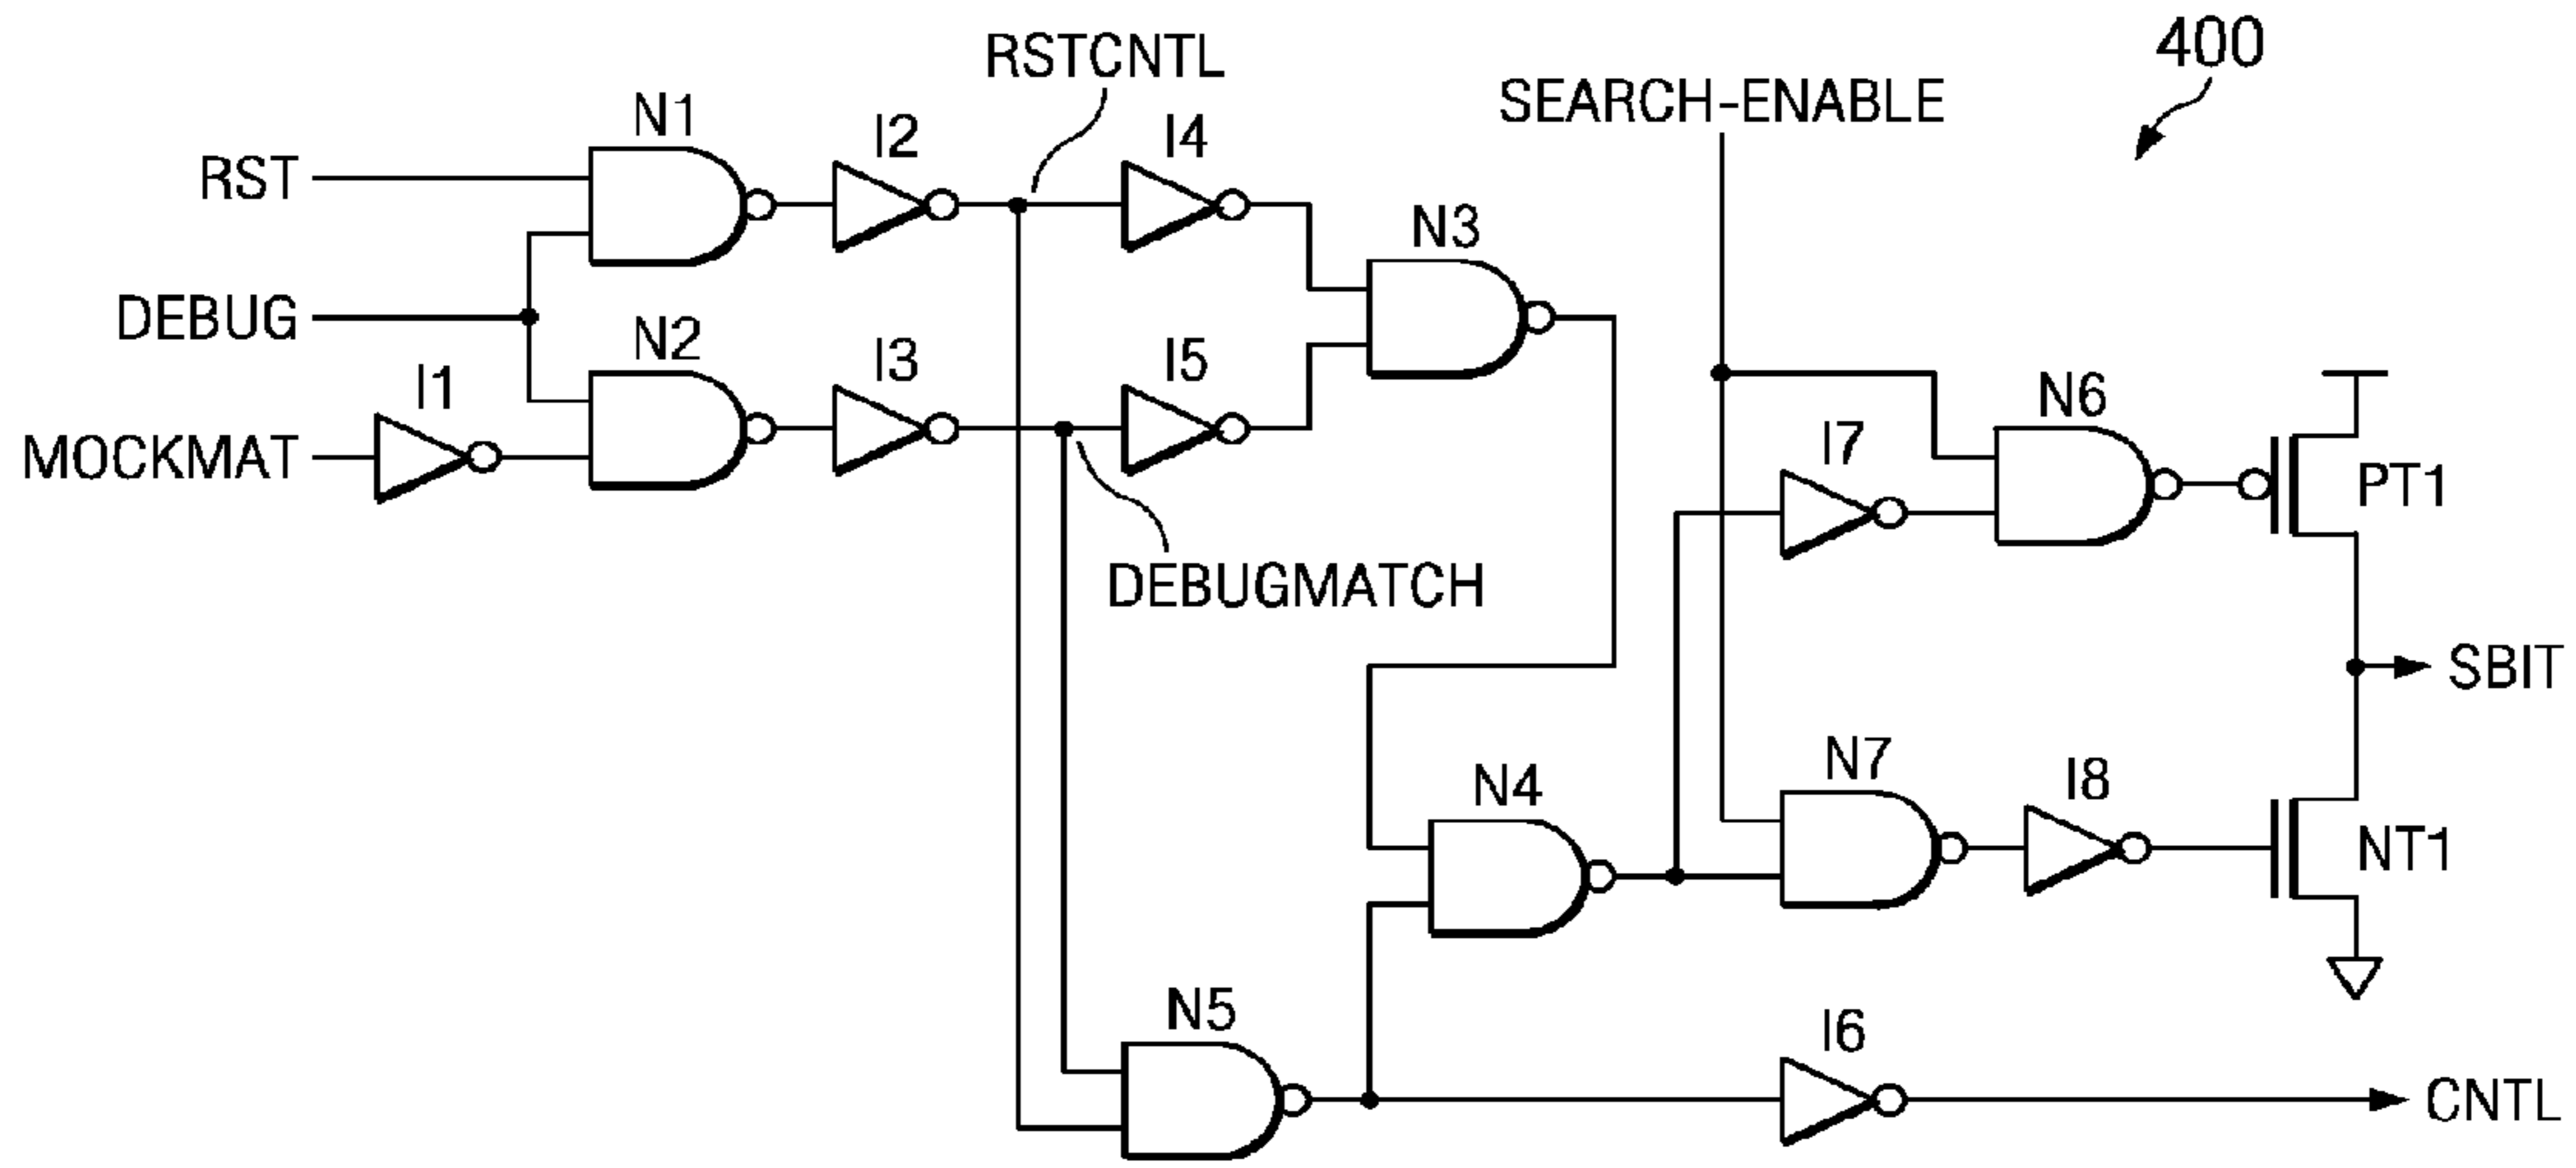 400
RSTCNTL
SEARCH-ENABLE
N1
I2
I4
RST
N3
DEBUG
N2
I3
I5
I1
MOCKMAT
N6
I7
PT1
DEBUGMATCH
SBIT
N4
N7
I8
NT1
N5
I6
CNTL